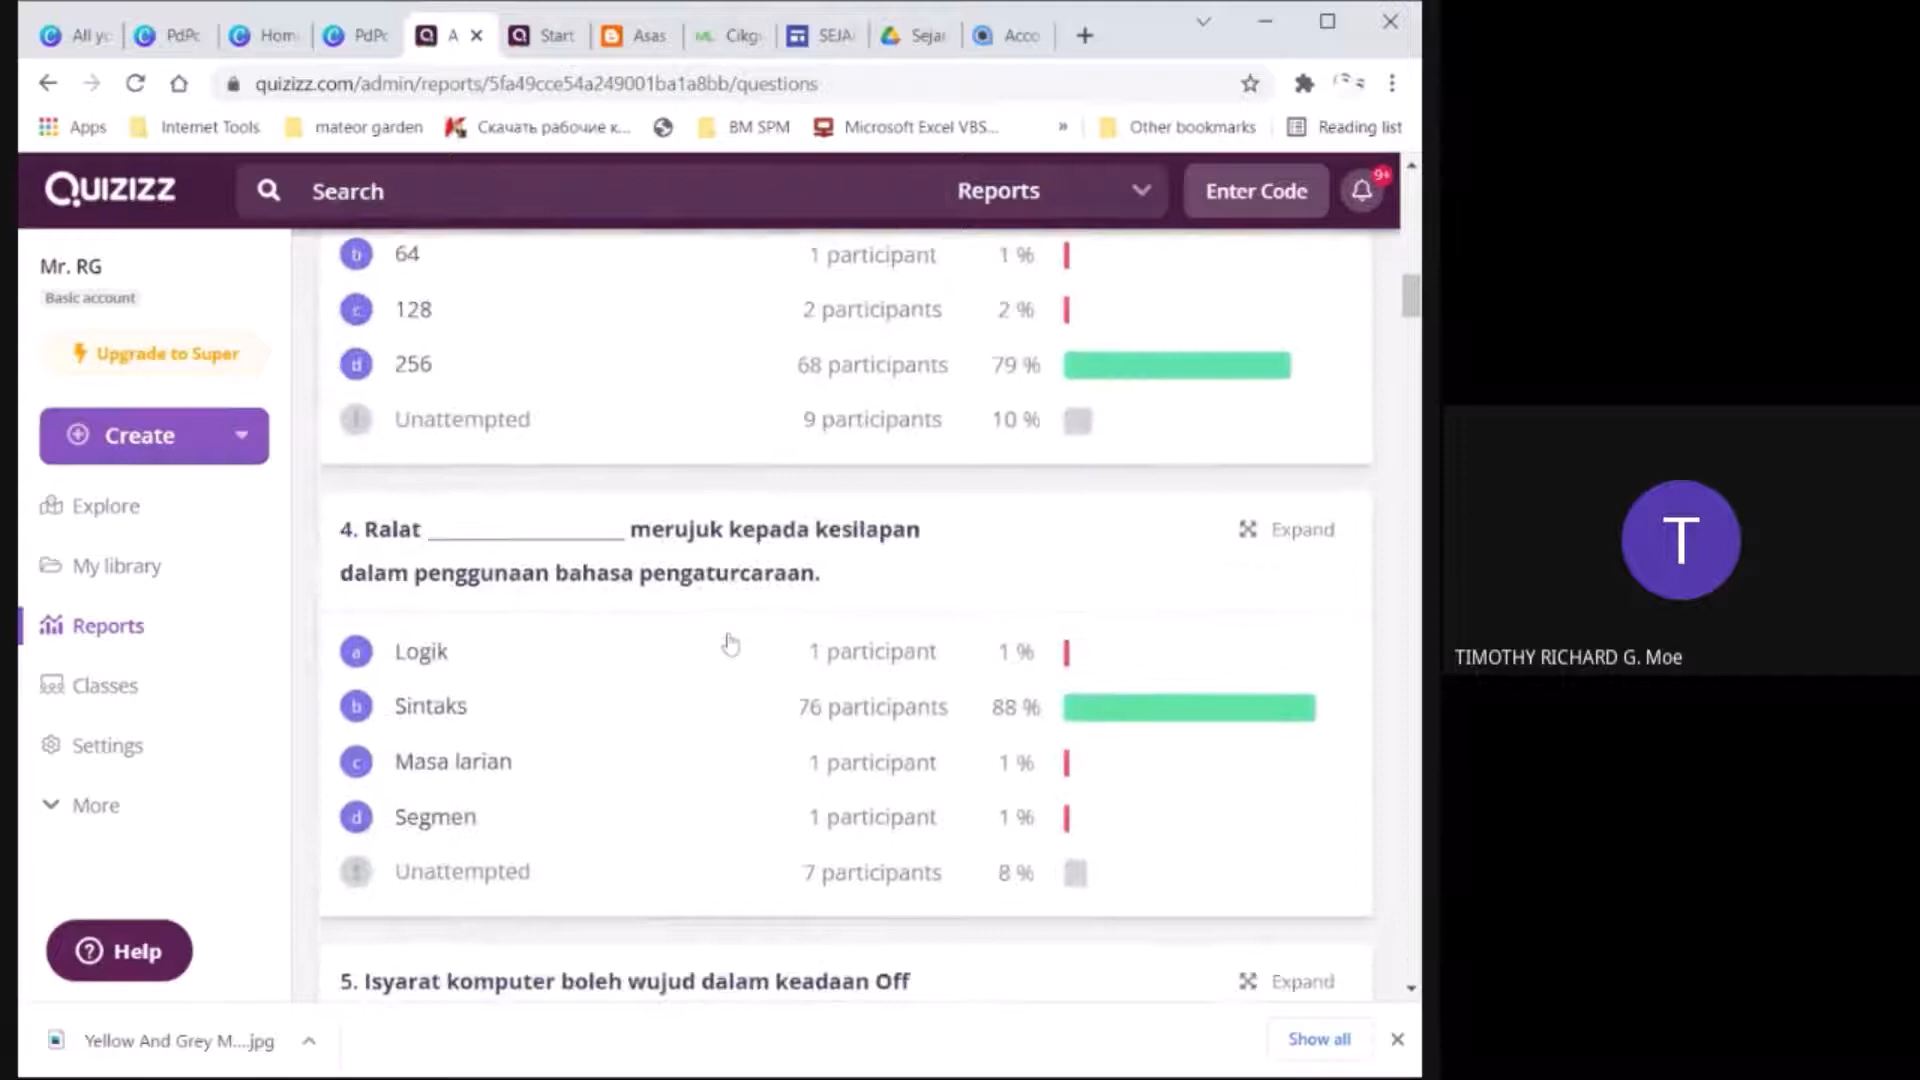 All yo
PdPc
Hom
PdPc
A
Start
Asas
Cikg
SEJA
Sejar
Acco
quizizz.com/admin/reports/5fa49cce54a249001ba1a8bb/questions
Apps
Internet Tools
mateor garden
Скачать рабочие к...
BM SPM
Microsoft Excel VBS...
»
Other bookmarks
Reading list
QUIZIZZ
Search
Reports
Enter Code
9+
Mr. RG
Basic account
Upgrade to Super
Create
Explore
My library
Reports
Classes
Settings
More
Help
b 64 1 participant 1 %
c 128 2 participants 2 %
d 256 68 participants 79 %
Unattempted 9 participants 10 %
4. Ralat ________________ merujuk kepada kesilapan
Expand
dalam penggunaan bahasa pengaturcaraan.
a Logik 1 participant 1 %
b Sintaks 76 participants 88 %
c Masa larian 1 participant 1 %
d Segmen 1 participant 1 %
Unattempted 7 participants 8 %
5. Isyarat komputer boleh wujud dalam keadaan Off
Expand
Yellow And Grey M....jpg
Show all
T
TIMOTHY RICHARD G. Moe